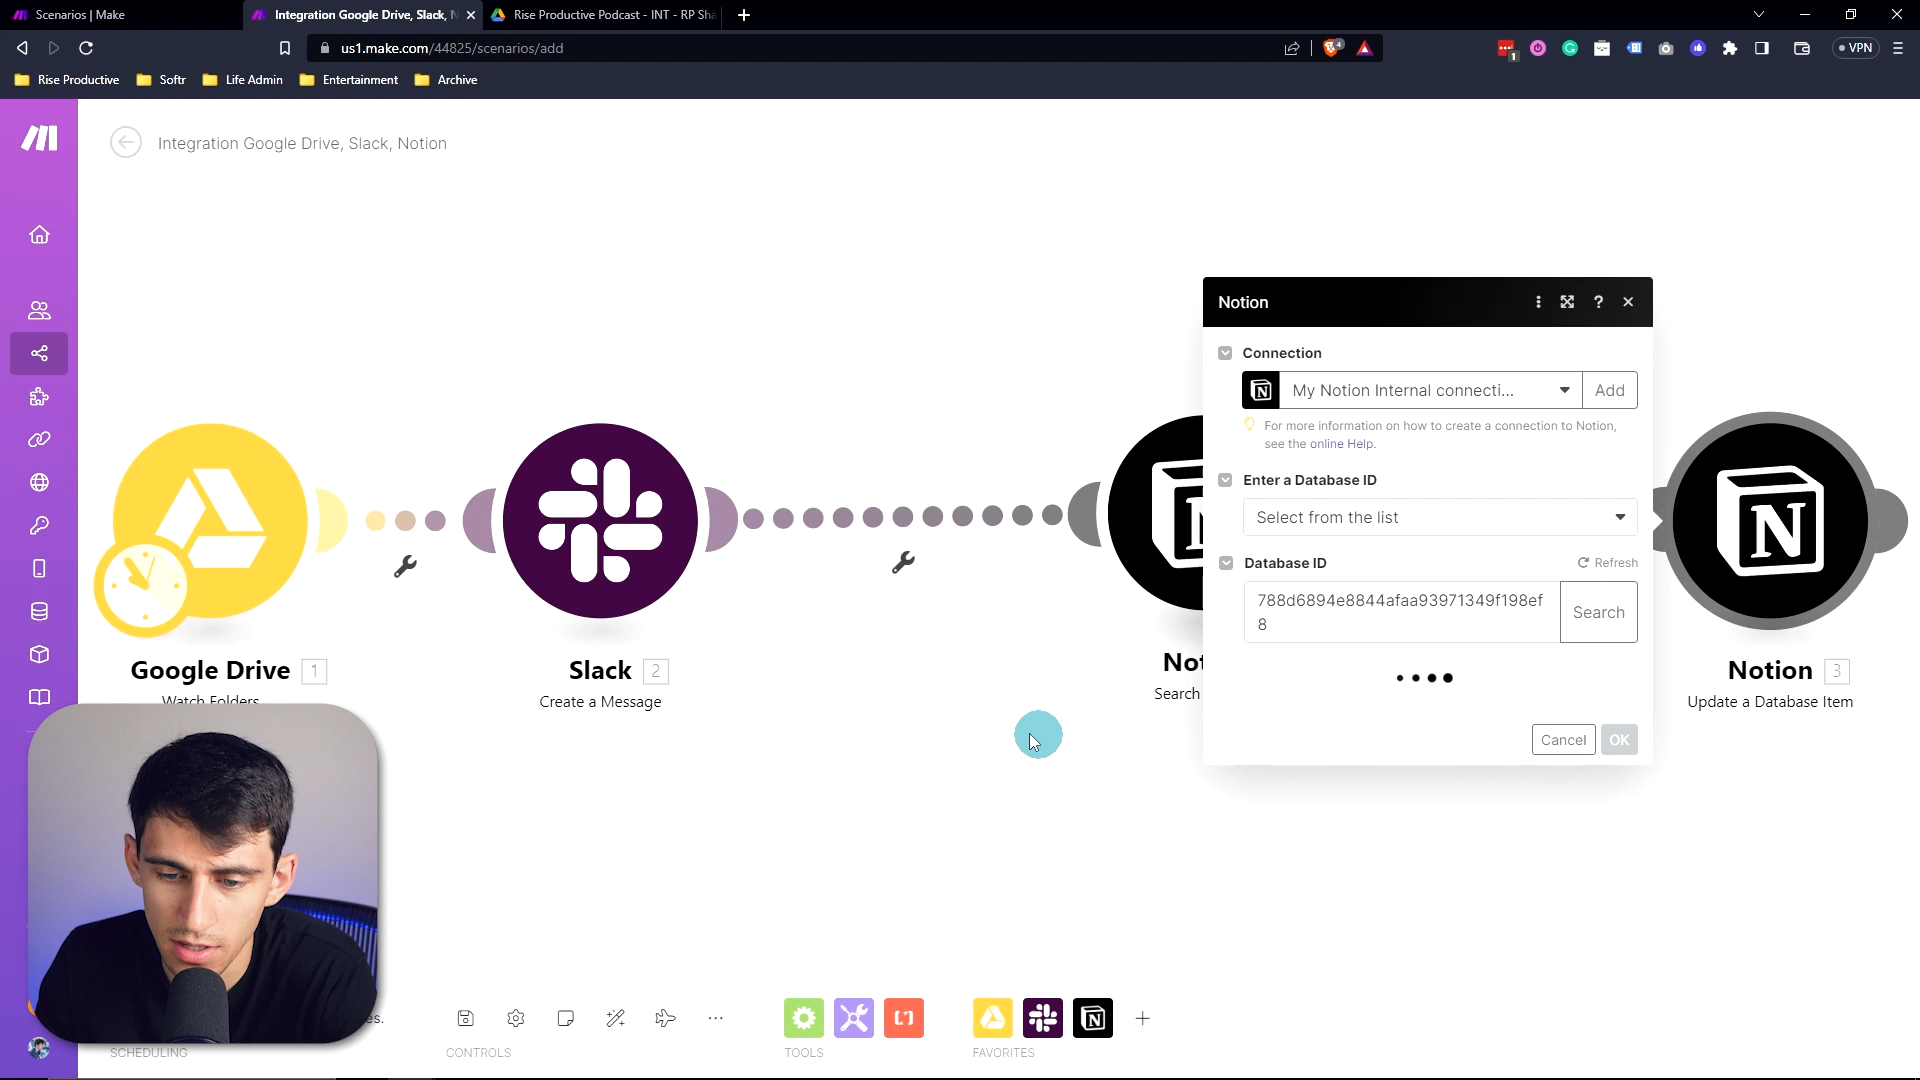 Scenarios | Make
Integration Google Drive, Slack, N
Rise Productive Podcast - INT - RP Sha
us1.make.com/44825/scenarios/add
4
1
VPN
Rise Productive
Softr
Life Admin
Entertainment
Archive
Integration Google Drive, Slack, Notion
Notion
Connection
My Notion Internal connecti...
Add
For more information on how to create a connection to Notion,
see the online Help.
Enter a Database ID
Select from the list
Database ID
Refresh
788d6894e8844afaa93971349f198ef
8
Search
Cancel
OK
Google Drive 1
Watch Folders
Slack 2
Create a Message
Not
Search
Notion 3
Update a Database Item
es.
SCHEDULING
CONTROLS
TOOLS
FAVORITES